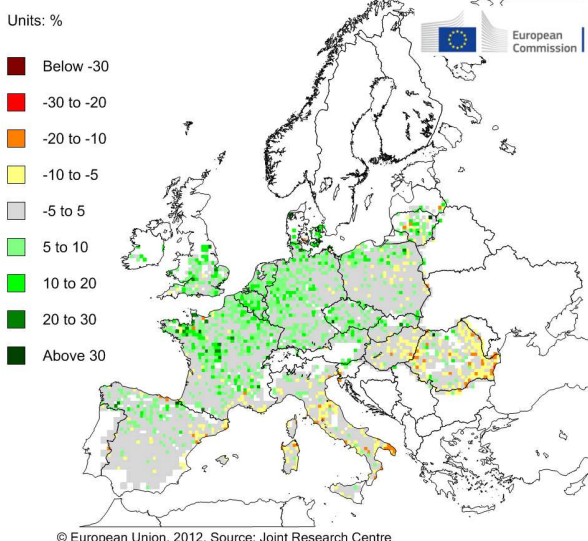 Units: %
European
Commission
Below -30
-30 to -20
-20 to -10
-10 to -5
-5 to 5
5 to 10
10 to 20
20 to 30
Above 30
© European Union, 2012. Source: Joint Research Centre